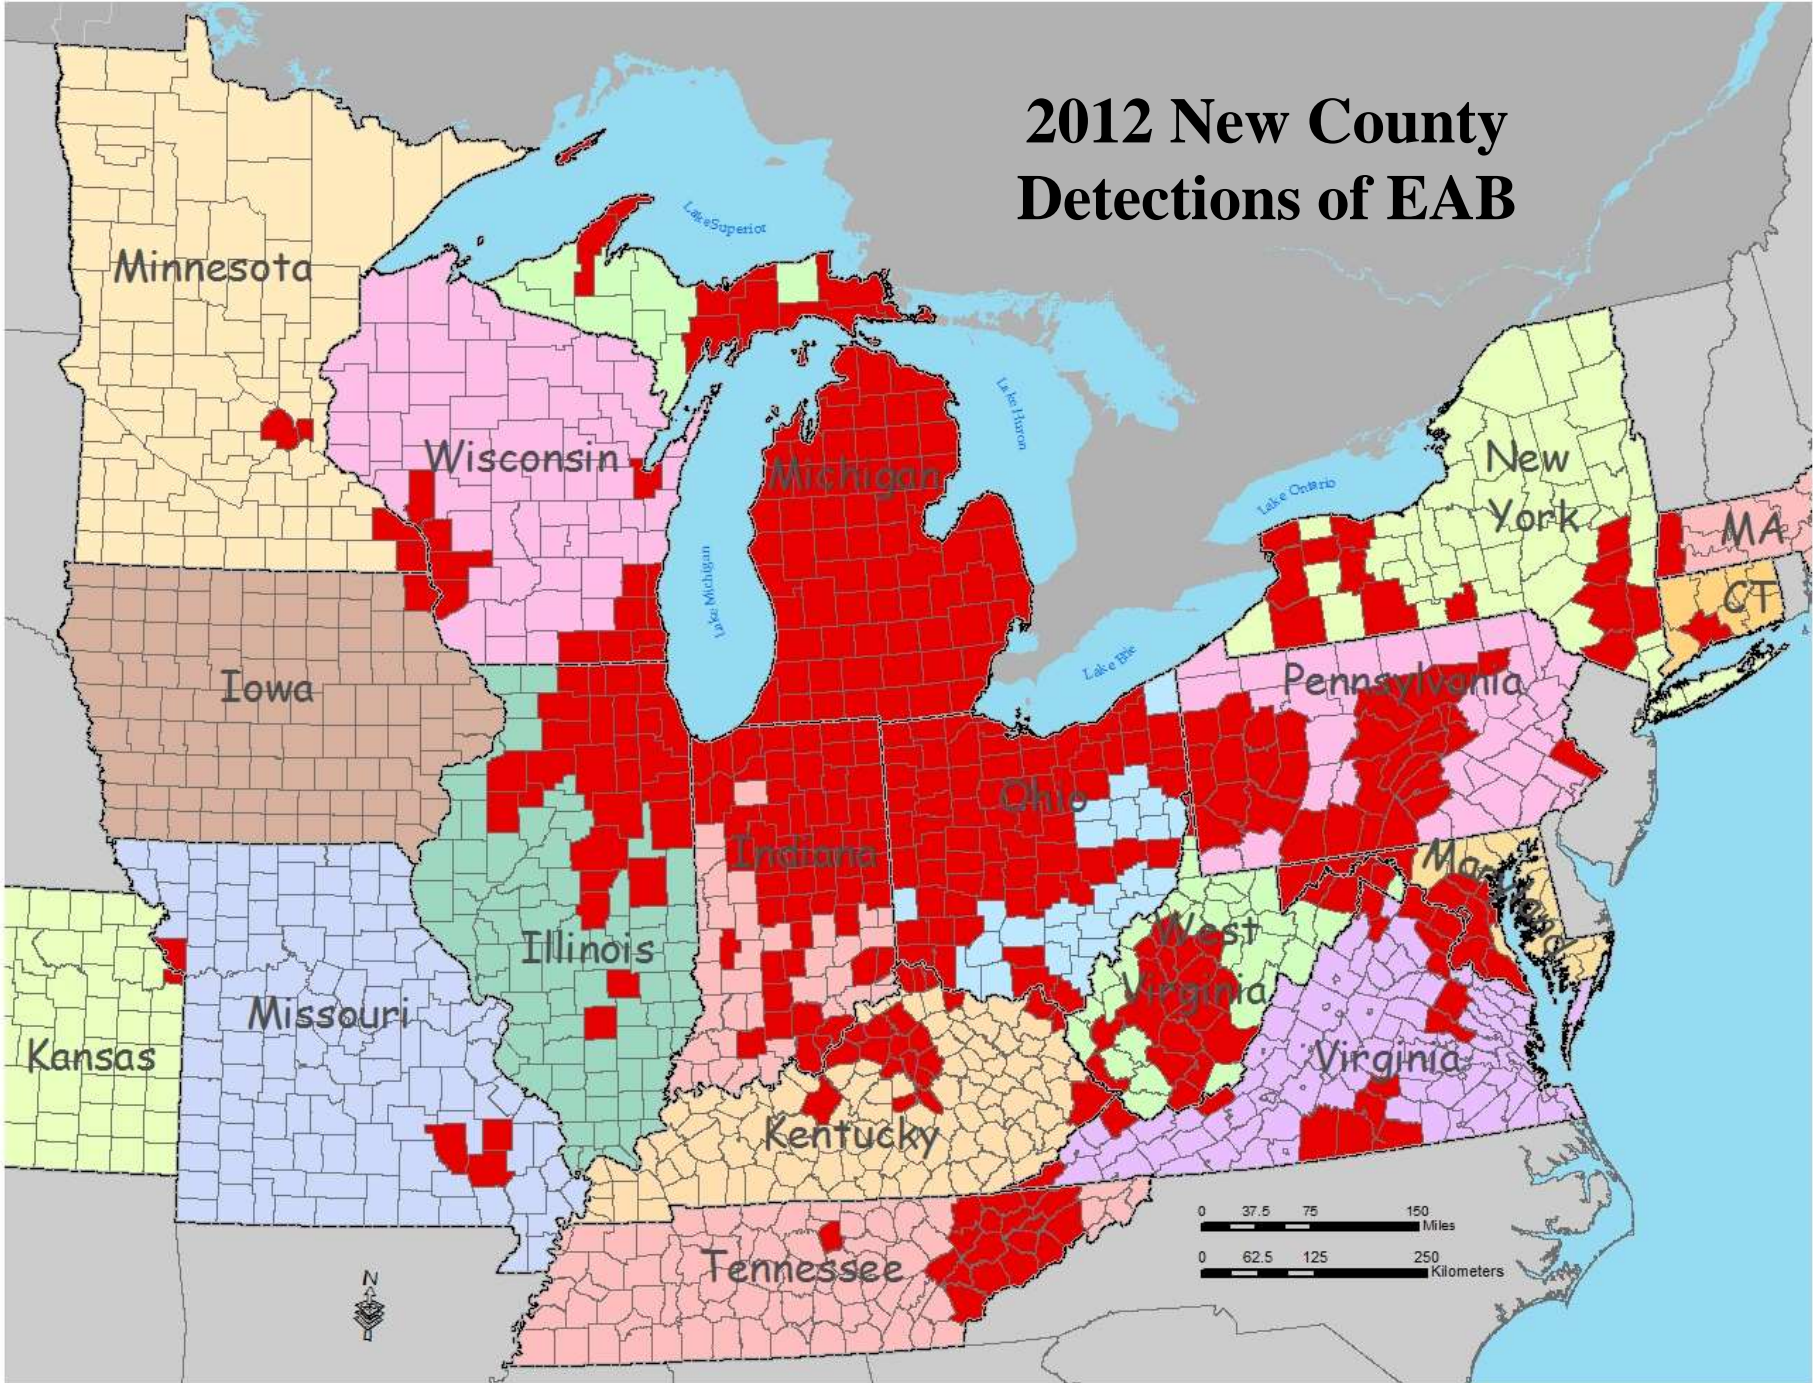 2012 New County
Detections of EAB
Lake Superior
Minnesota
Lake Huron
Wisconsin
Michigan
New
York
Lake Ontario
MA
Lake Michigan
CT
Lake Erie
Iowa
Pennsylvania
Ohio
Indiana
Maryland
Illinois
West
Virginia
Missouri
Kansas
Virginia
Kentucky
Tennessee
0 37.5 75 150
Miles
0 62.5 125 250
Kilometers
N